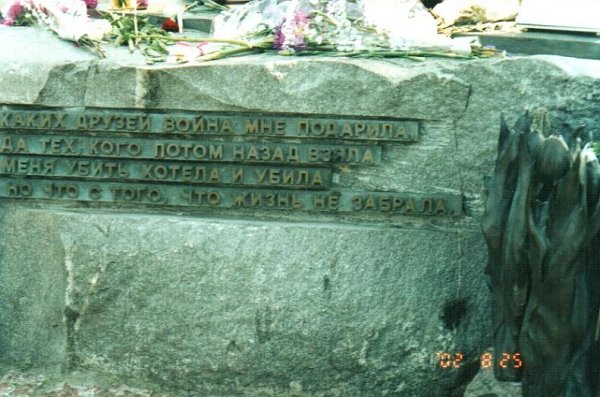 КАКИХ ДРУЗЕЙ ВОЙНА МНЕ ПОДАРИЛА,
ДА ТЕХ, КОГО ПОТОМ НАЗАД ВЗЯЛА
МЕНЯ УБИТЬ ХОТЕЛА И УБИЛА
НО ЧТО С ТОГО, ЧТО ЖИЗНЬ НЕ ЗАБРАЛА.
'02 8 25